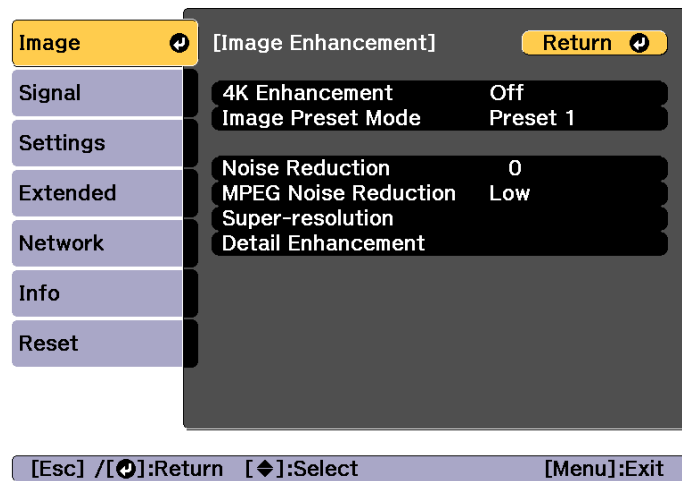 Image
Signal
Settings
Extended
Network
Info
Reset
[Image Enhancement] Return
4K Enhancement Off
Image Preset Mode Preset 1
Noise Reduction 0
MPEG Noise Reduction Low
Super-resolution
Detail Enhancement
[Esc] /[ ]:Return [ ]:Select [Menu]:Exit